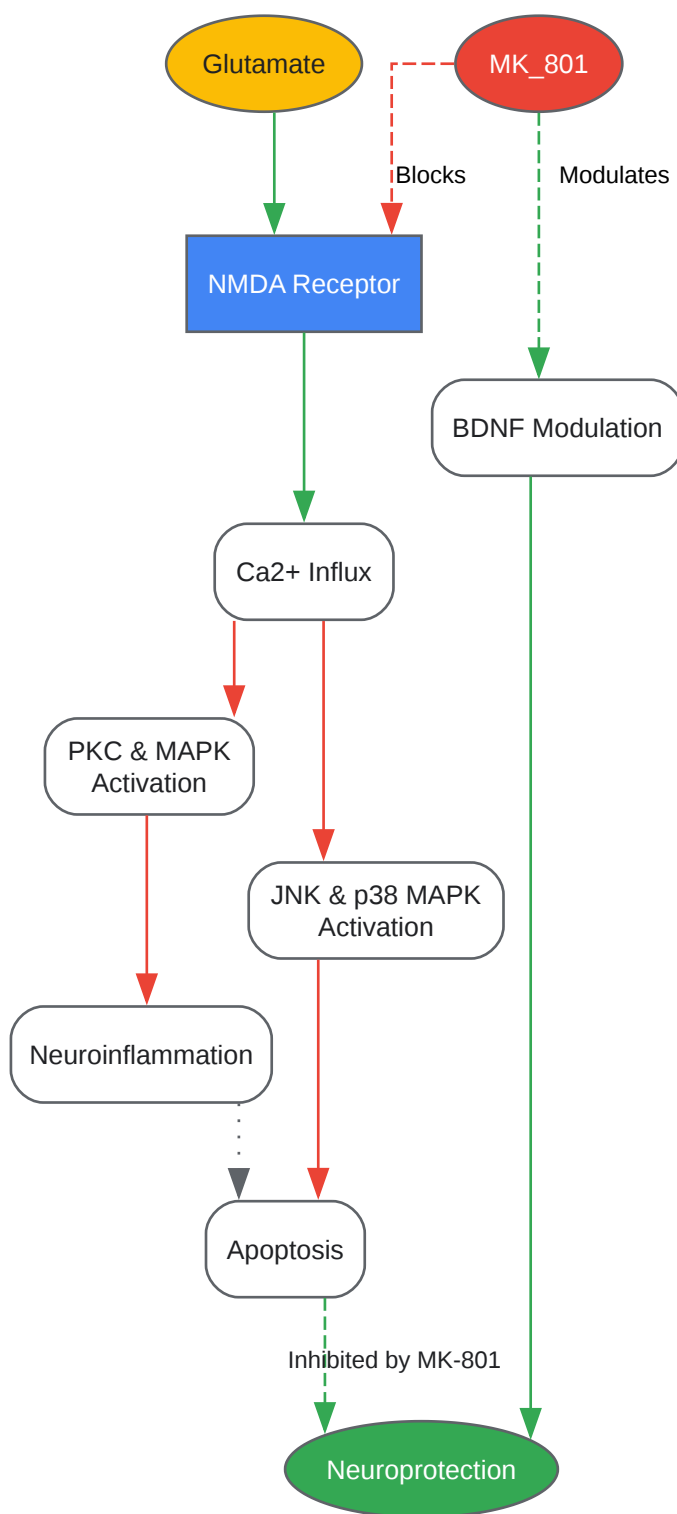 Glutamate
MK_801
Blocks
Modulates
NMDA Receptor
BDNF Modulation
Ca2+ Influx
PKC & MAPK
Activation
JNK & p38 MAPK
Activation
Neuroinflammation
Apoptosis
Inhibited by MK-801
Neuroprotection